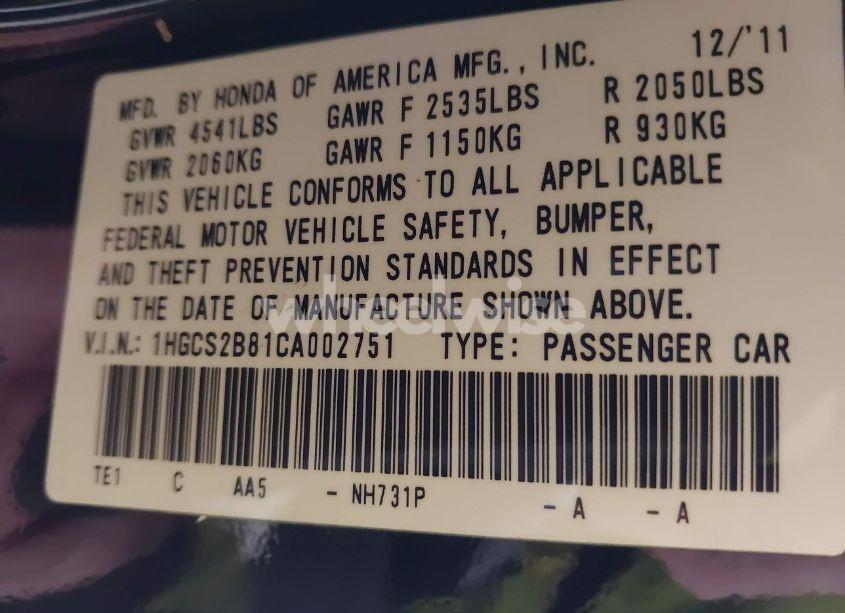 12/'11
MFD. BY HONDA OF AMERICA MFG., INC.
GVWR 4541LBS GAWR F 2535LBS R 2050LBS
GVWR 2060KG GAWR F 1150KG R 930KG
THIS VEHICLE CONFORMS TO ALL APPLICABLE
FEDERAL MOTOR VEHICLE SAFETY, BUMPER,
AND THEFT PREVENTION STANDARDS IN EFFECT
ON THE DATE OF MANUFACTURE SHOWN ABOVE.
wheelwise
V.I.N.: 1HGCS2B81CA002751 TYPE: PASSENGER CAR
TE1 C AA5 - NH731P - A - A